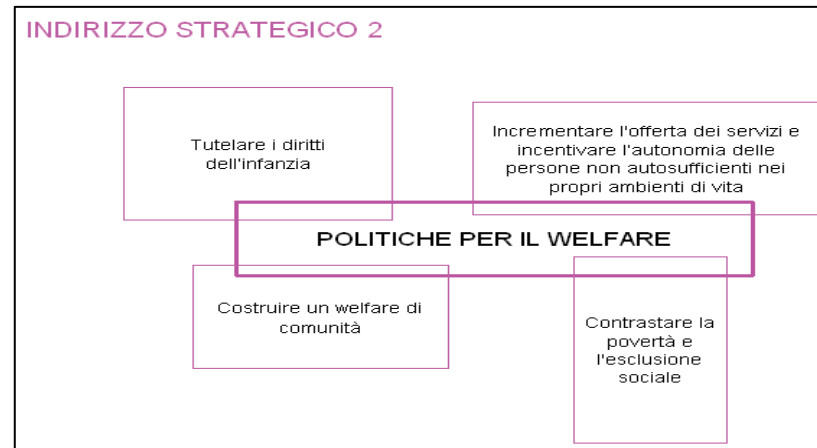 INDIRIZZO STRATEGICO 2
Tutelare i diritti
dell'infanzia
Incrementare l'offerta dei servizi e
incentivare l'autonomia delle
persone non autosufficienti nei
propri ambienti di vita
POLITICHE PER IL WELFARE
Costruire un welfare di
comunità
Contrastare la
povertà e
l'esclusione
sociale